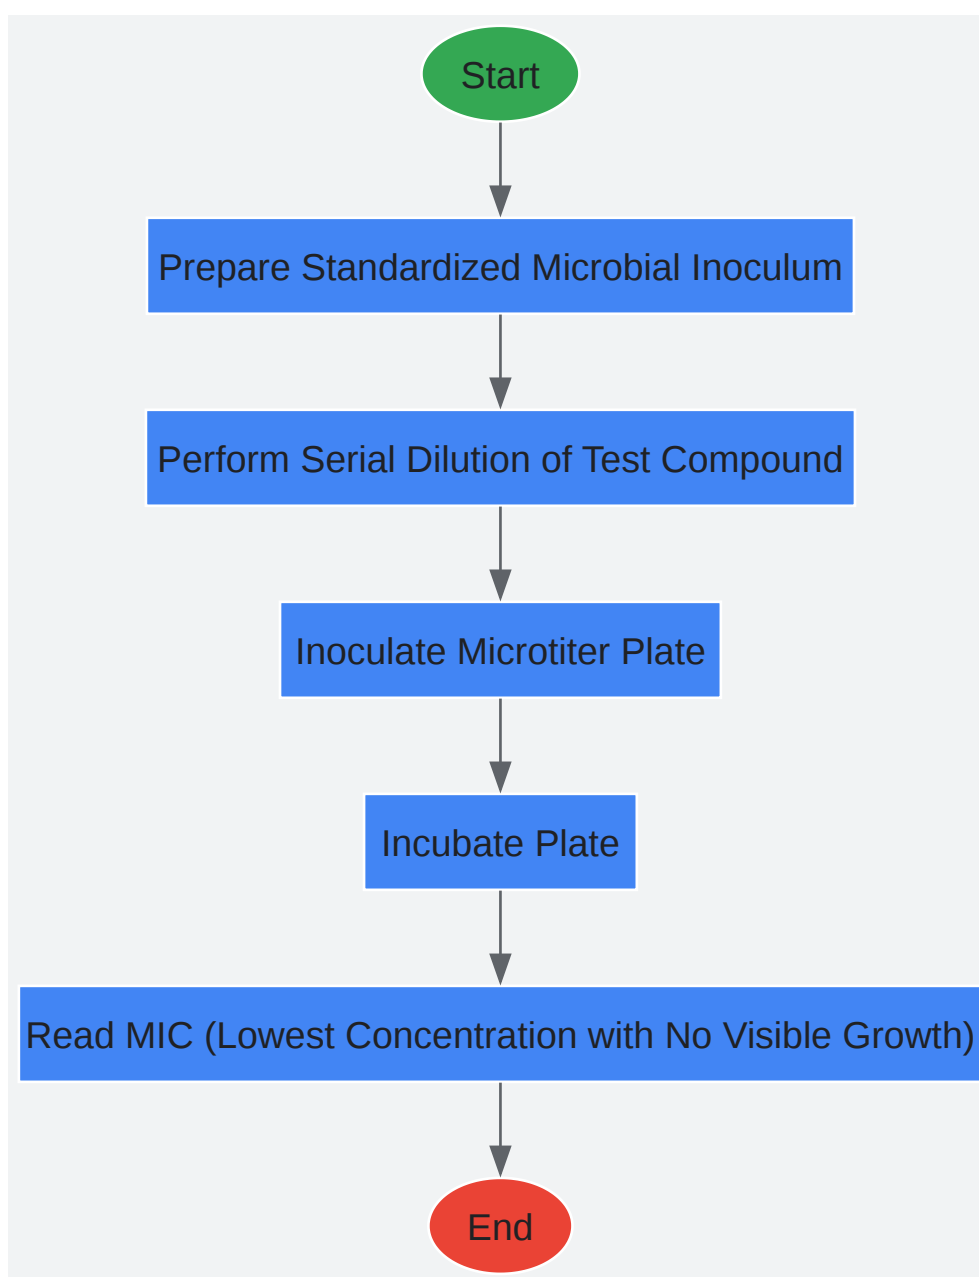 Start
Prepare Standardized Microbial Inoculum
Perform Serial Dilution of Test Compound
Inoculate Microtiter Plate
Incubate Plate
Read MIC (Lowest Concentration with No Visible Growth)
End